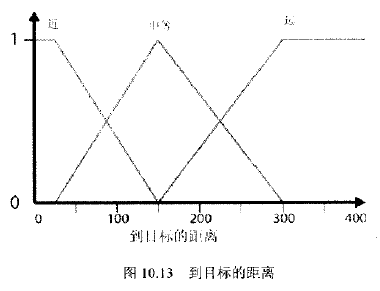 近 中等 远
1
0
0 100 200 300 400
到目标的距离
图 10.13 到目标的距离